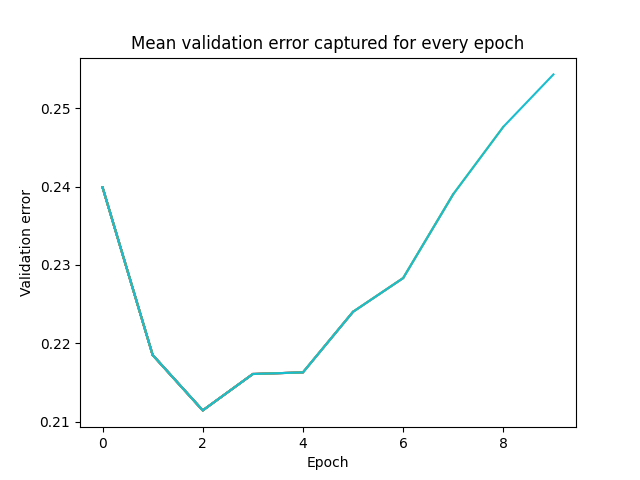 Mean validation error captured for every epoch
Validation error
0.25
0.24
0.23
0.22
0.21
0 2 4 6 8
Epoch